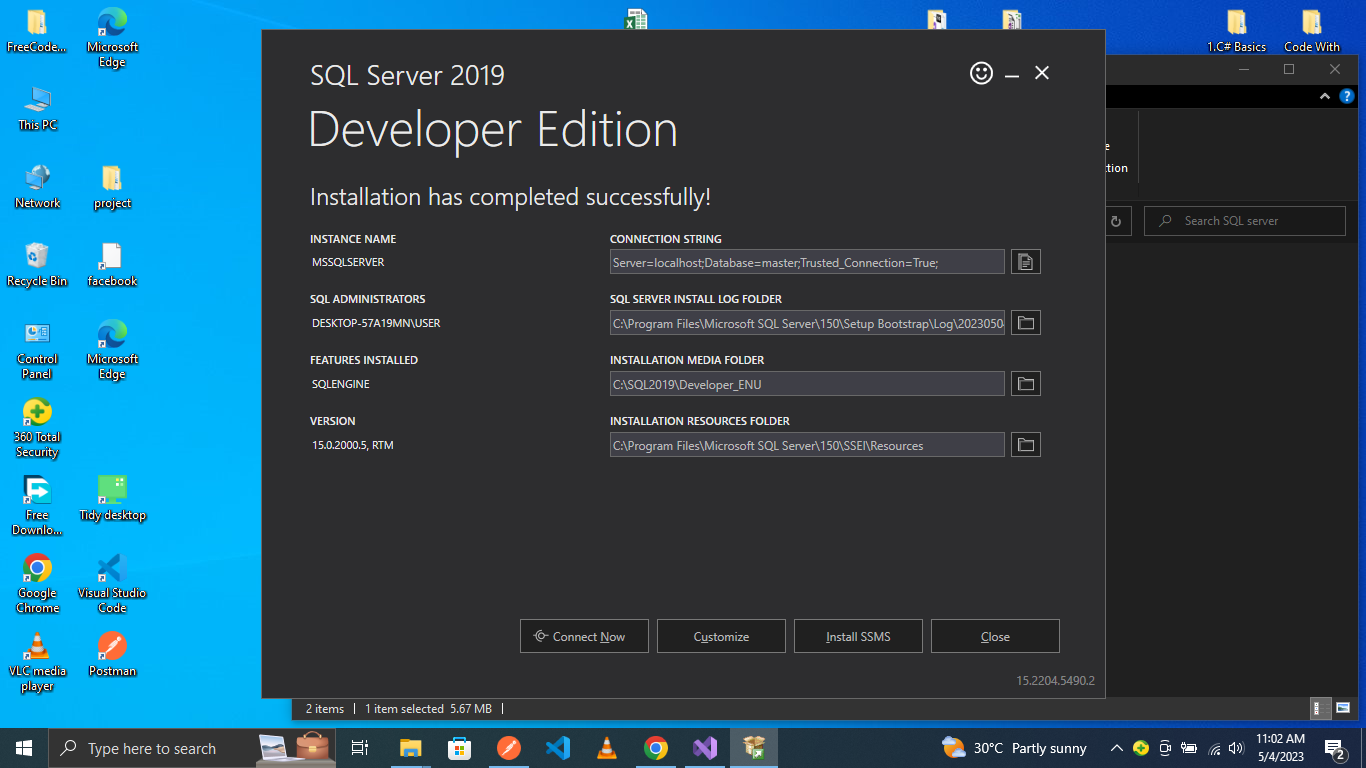 FreeCode...
Microsoft
Edge
1.C# Basics
Code With
This PC
Network
project
Recycle Bin
facebook
Control
Panel
Microsoft
Edge
360 Total
Security
Free
Downlo...
Tidy desktop
Google
Chrome
Visual Studio
Code
VLC media
player
Postman
SQL Server 2019
Developer Edition
Installation has completed successfully!
INSTANCE NAME
MSSQLSERVER
CONNECTION STRING
Server=localhost;Database=master;Trusted_Connection=True;
SQL ADMINISTRATORS
DESKTOP-57A19MN\USER
SQL SERVER INSTALL LOG FOLDER
C:\Program Files\Microsoft SQL Server\150\Setup Bootstrap\Log\2023050
FEATURES INSTALLED
SQLENGINE
INSTALLATION MEDIA FOLDER
C:\SQL2019\Developer_ENU
VERSION
15.0.2000.5, RTM
INSTALLATION RESOURCES FOLDER
C:\Program Files\Microsoft SQL Server\150\SSEI\Resources
Connect Now
Customize
Install SSMS
Close
15.2204.5490.2
Search SQL server
2 items
1 item selected 5.67 MB
Type here to search
30°C Partly sunny
11:02 AM
5/4/2023
2